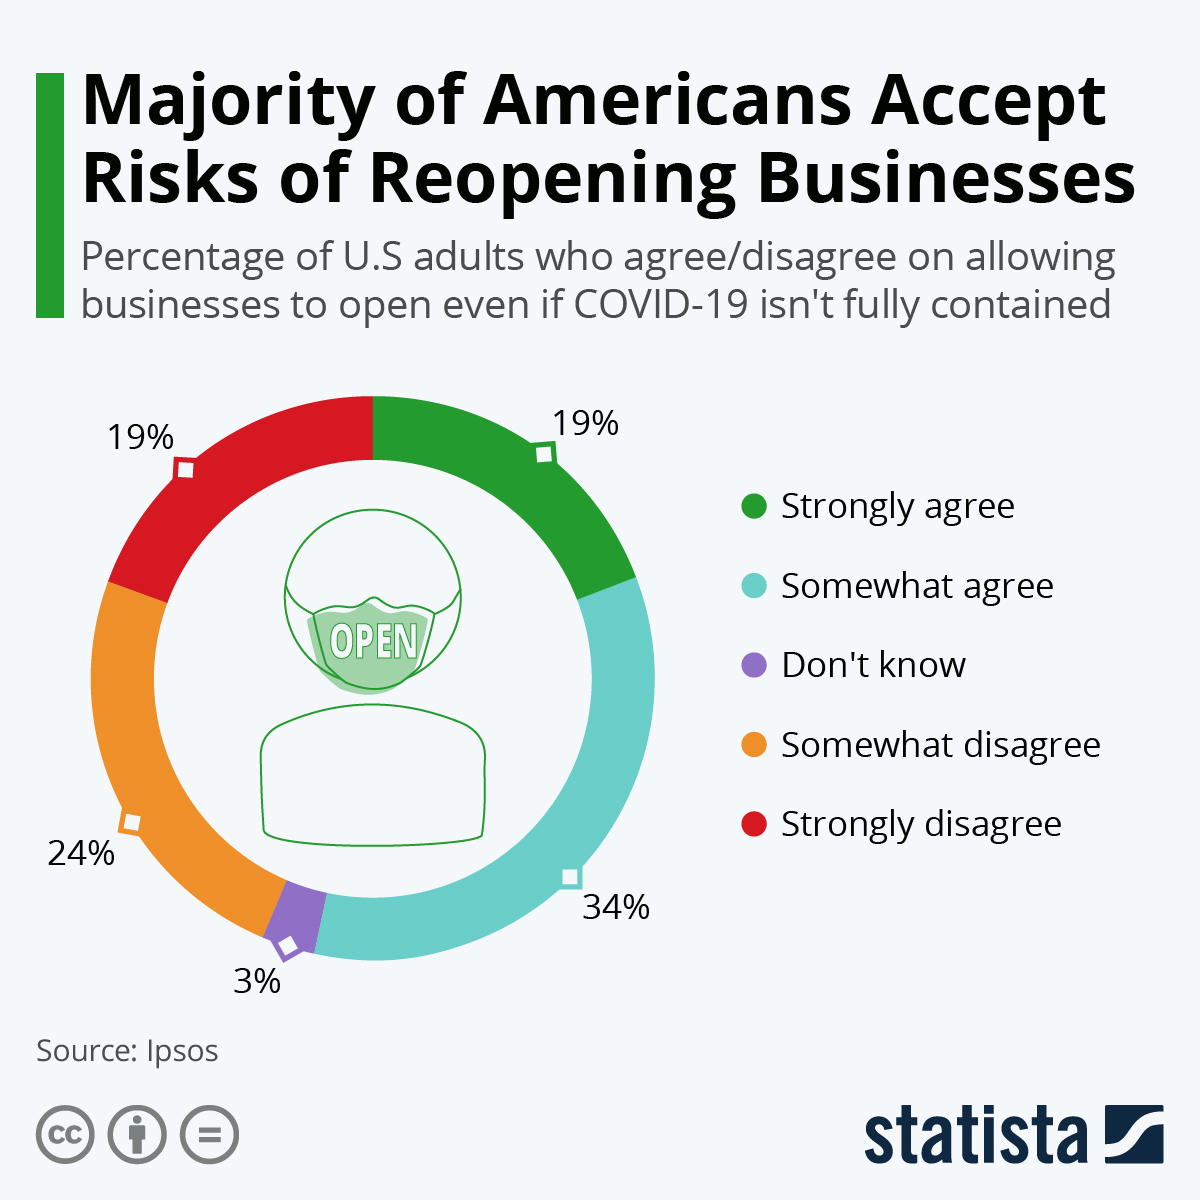 Majority of Americans Accept
Risks of Reopening Businesses
Percentage of U.S adults who agree/disagree on allowing
businesses to open even if COVID-19 isn't fully contained
19%
19%
OPEN
24%
34%
3%
Strongly agree
Somewhat agree
Don't know
Somewhat disagree
Strongly disagree
Source: Ipsos
cc
=
statista